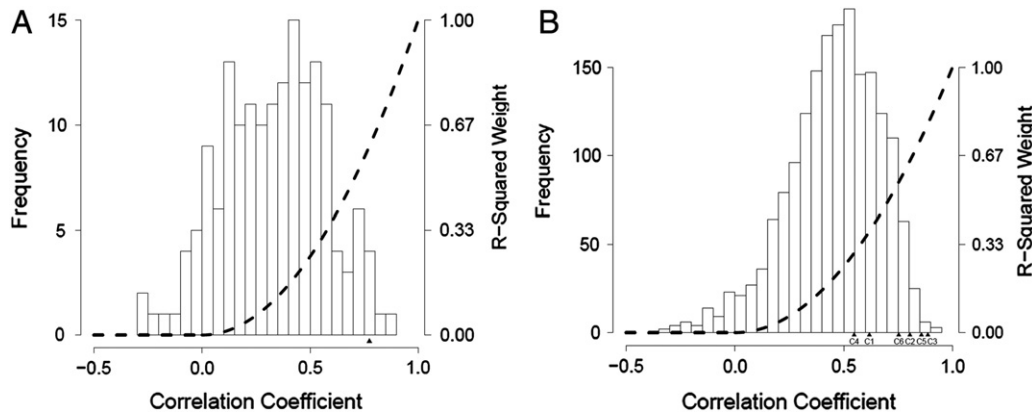 A
15
10
5
0
Frequency
1.00
0.67
0.33
0.00
R-Squared Weight
−0.5 0.0 0.5 1.0
Correlation Coefficient
B
150
100
50
0
Frequency
1.00
0.67
0.33
0.00
R-Squared Weight
C4 C1 C6 C2 C5 C3
−0.5 0.0 0.5 1.0
Correlation Coefficient